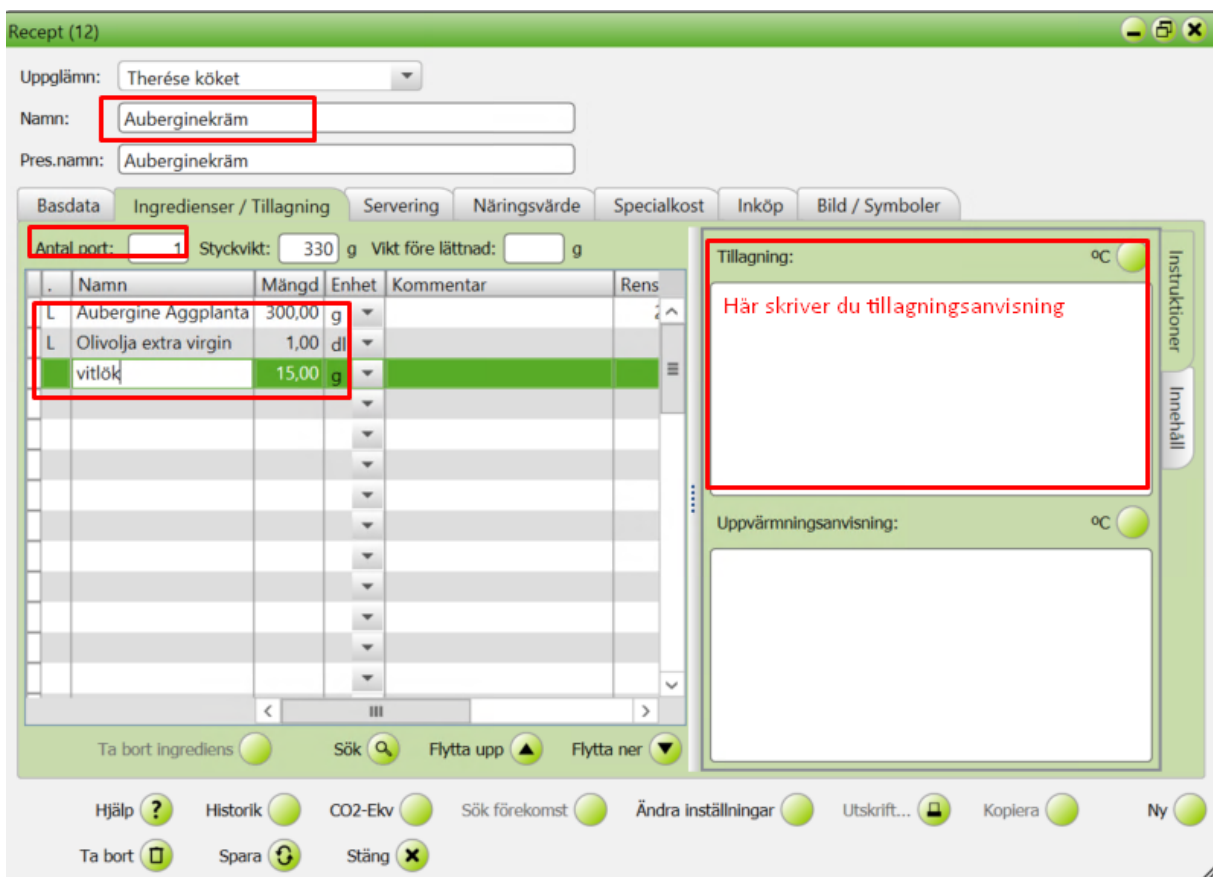 Recept (12)
Uppglämn: Therése köket
Namn: Auberginekräm
Pres.namn: Auberginekräm
Basdata Ingredienser / Tillagning Servering Näringsvärde Specialkost Inköp Bild / Symboler
Antal port: 1 Styckvikt: 330 g Vikt före lättnad: g
. Namn Mängd Enhet Kommentar Rens
L Aubergine Äggplanta 300,00 g
L Olivolja extra virgin 1,00 dl
vitlök 15,00 g
Ta bort ingrediens Sök Flytta upp Flytta ner
Tillagning: ºC
Här skriver du tillagningsanvisning
Uppvärmningsanvisning: ºC
Instruktioner
Innehåll
Hjälp ? Historik CO2-Ekv Sök förekomst Ändra inställningar Utskrift... Kopiera Ny
Ta bort Spara Stäng